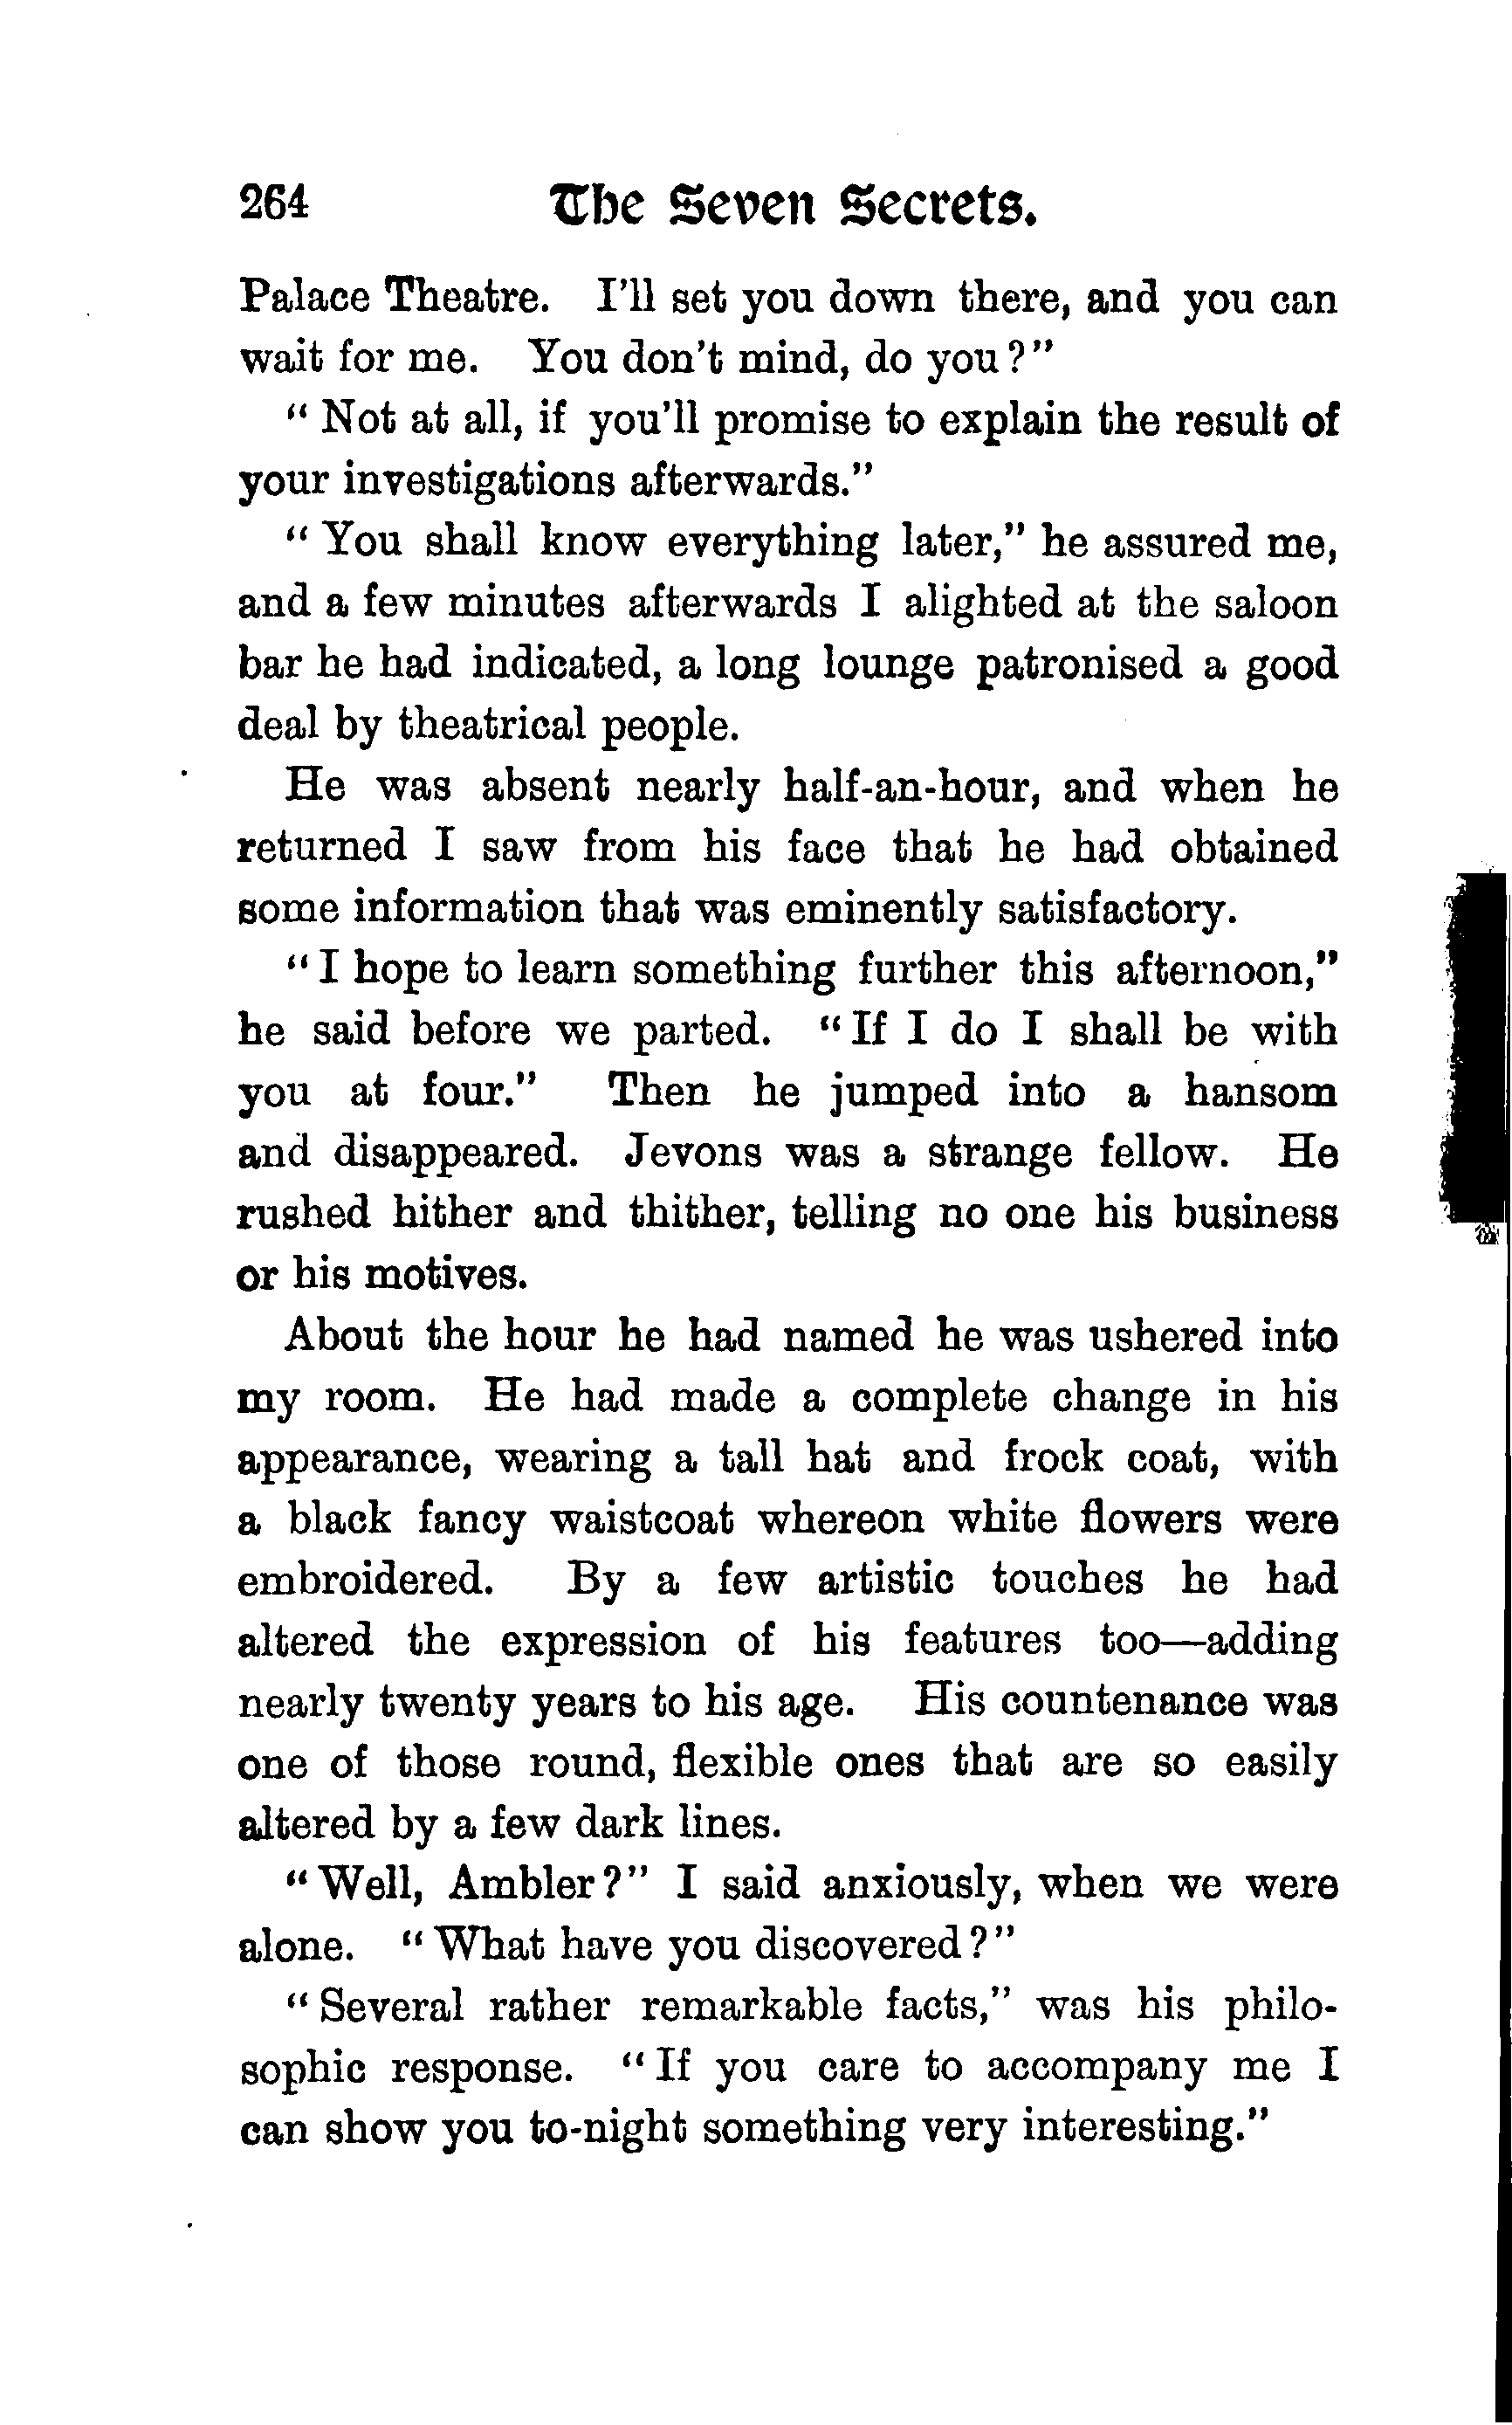 264 The Seven Secrets.
Palace Theatre. I'll set you down there, and you can
wait for me. You don't mind, do you?"
"Not at all, if you'll promise to explain the result of
your investigations afterwards."
"You shall know everything later," he assured me,
and a few minutes afterwards I alighted at the saloon
bar he had indicated, a long lounge patronised a good
deal by theatrical people.
He was absent nearly half-an-hour, and when he
returned I saw from his face that he had obtained
some information that was eminently satisfactory.
"I hope to learn something further this afternoon,"
he said before we parted. "If I do I shall be with
you at four." Then he jumped into a hansom
and disappeared. Jevons was a strange fellow. He
rushed hither and thither, telling no one his business
or his motives.
About the hour he had named he was ushered into
my room. He had made a complete change in his
appearance, wearing a tall hat and frock coat, with
a black fancy waistcoat whereon white flowers were
embroidered. By a few artistic touches he had
altered the expression of his features too—adding
nearly twenty years to his age. His countenance was
one of those round, flexible ones that are so easily
altered by a few dark lines.
"Well, Ambler?" I said anxiously, when we were
alone. "What have you discovered?"
"Several rather remarkable facts," was his philo-
sophic response. "If you care to accompany me I
can show you to-night something very interesting."